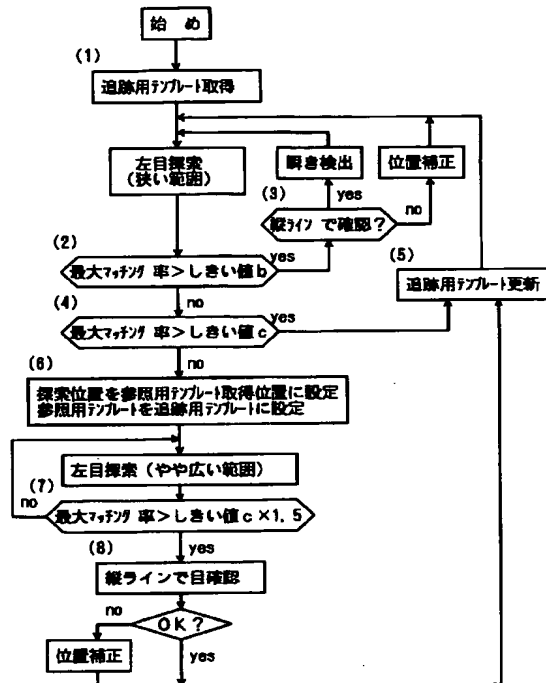 始 め
(1)
追跡用テンプレート取得
左目探索
(狭い範囲)
瞬き検出
位置補正
(3)
yes
no
縦ライン で確認?
(2)
最大マッチング 率>しきい値b
yes
(5)
追跡用テンプレート更新
no
(4)
最大マッチング 率>しきい値c
yes
no
(6)
探索位置を参照用テンプレート取得位置に設定
参照用テンプレートを追跡用テンプレートに設定
左目探索(やや広い範囲)
(7)
no
最大マッチング 率>しきい値c×1.5
(8)
yes
縦ラインで目確認
no
OK?
位置補正
yes